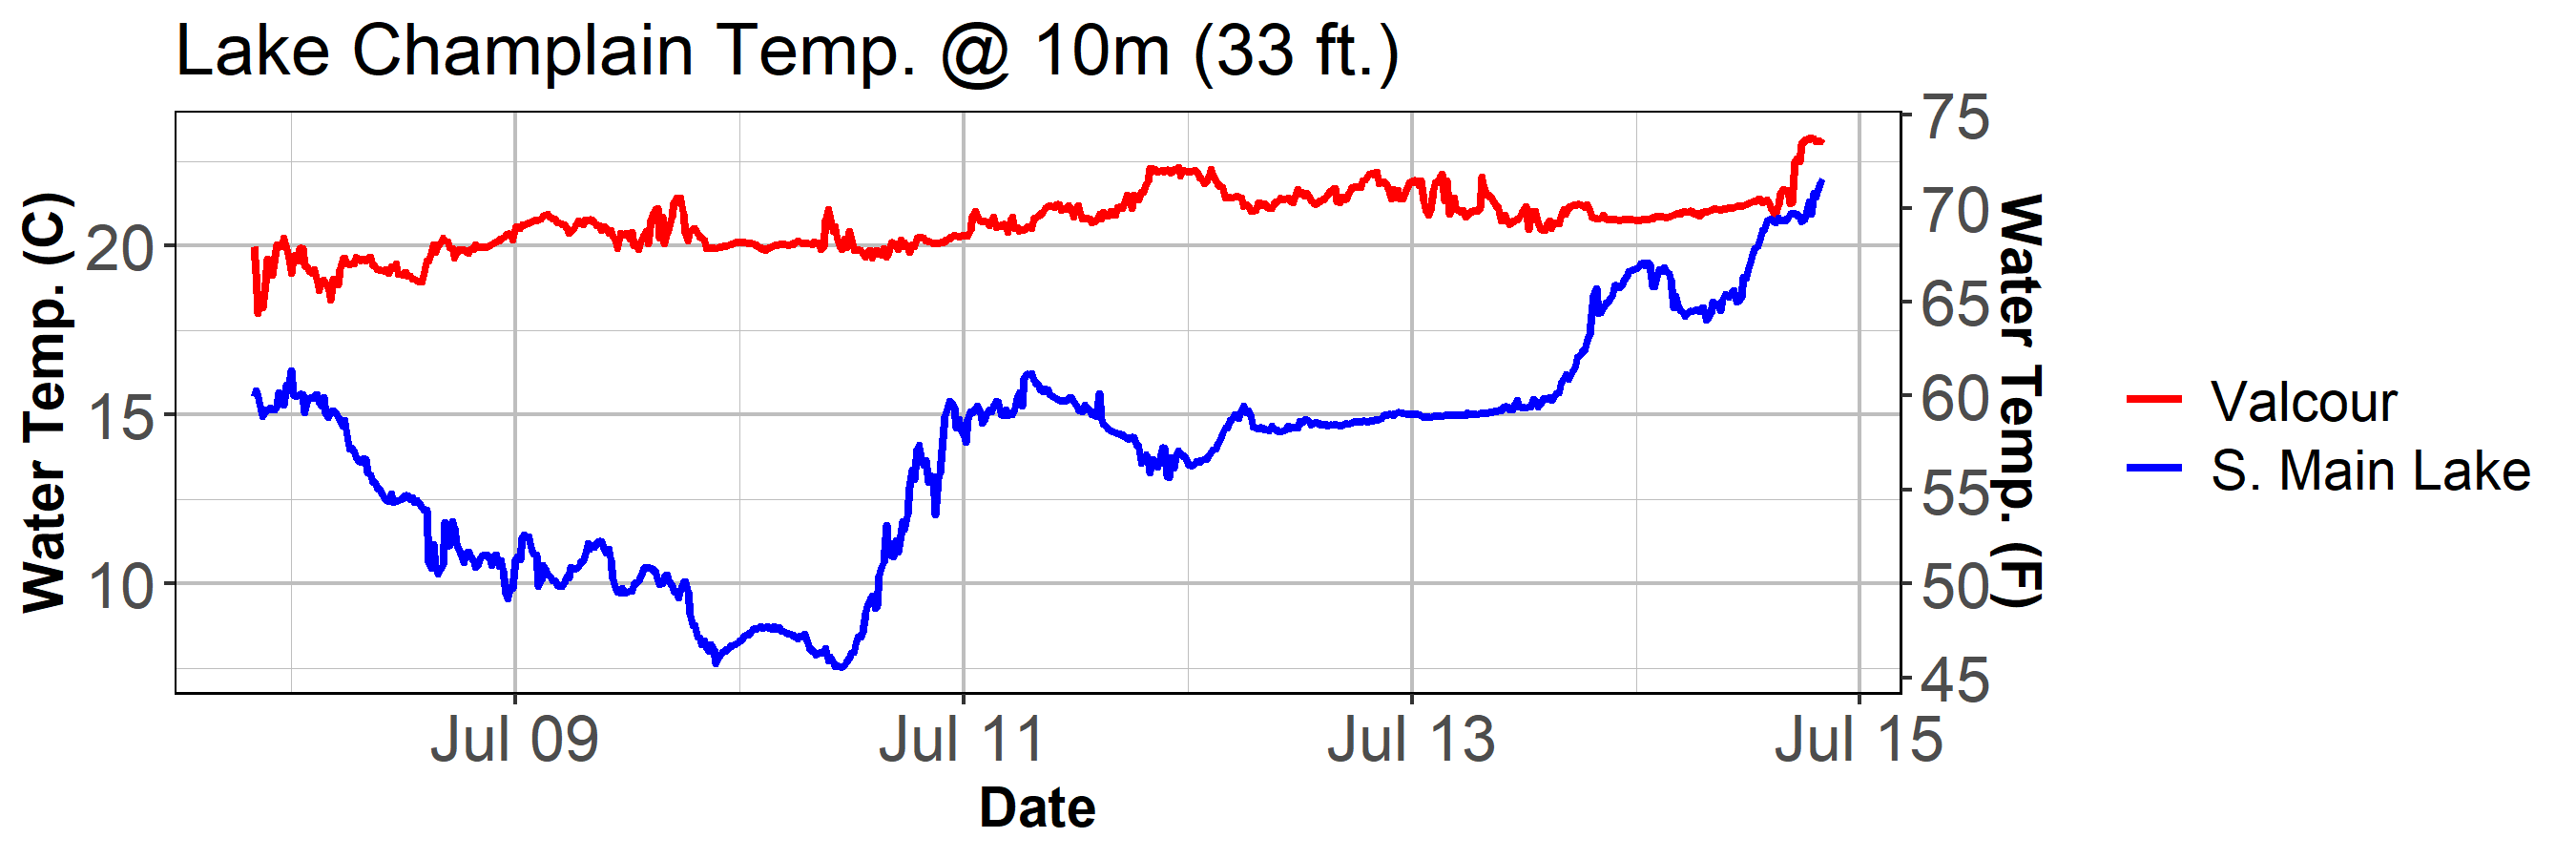 Lake Champlain Temp. @ 10m (33 ft.)
Water Temp. (C)
20
15
10
75
70
65
60
55
50
45
Water Temp. (F)
Jul 09
Jul 11
Jul 13
Jul 15
Date
Valcour
S. Main Lake